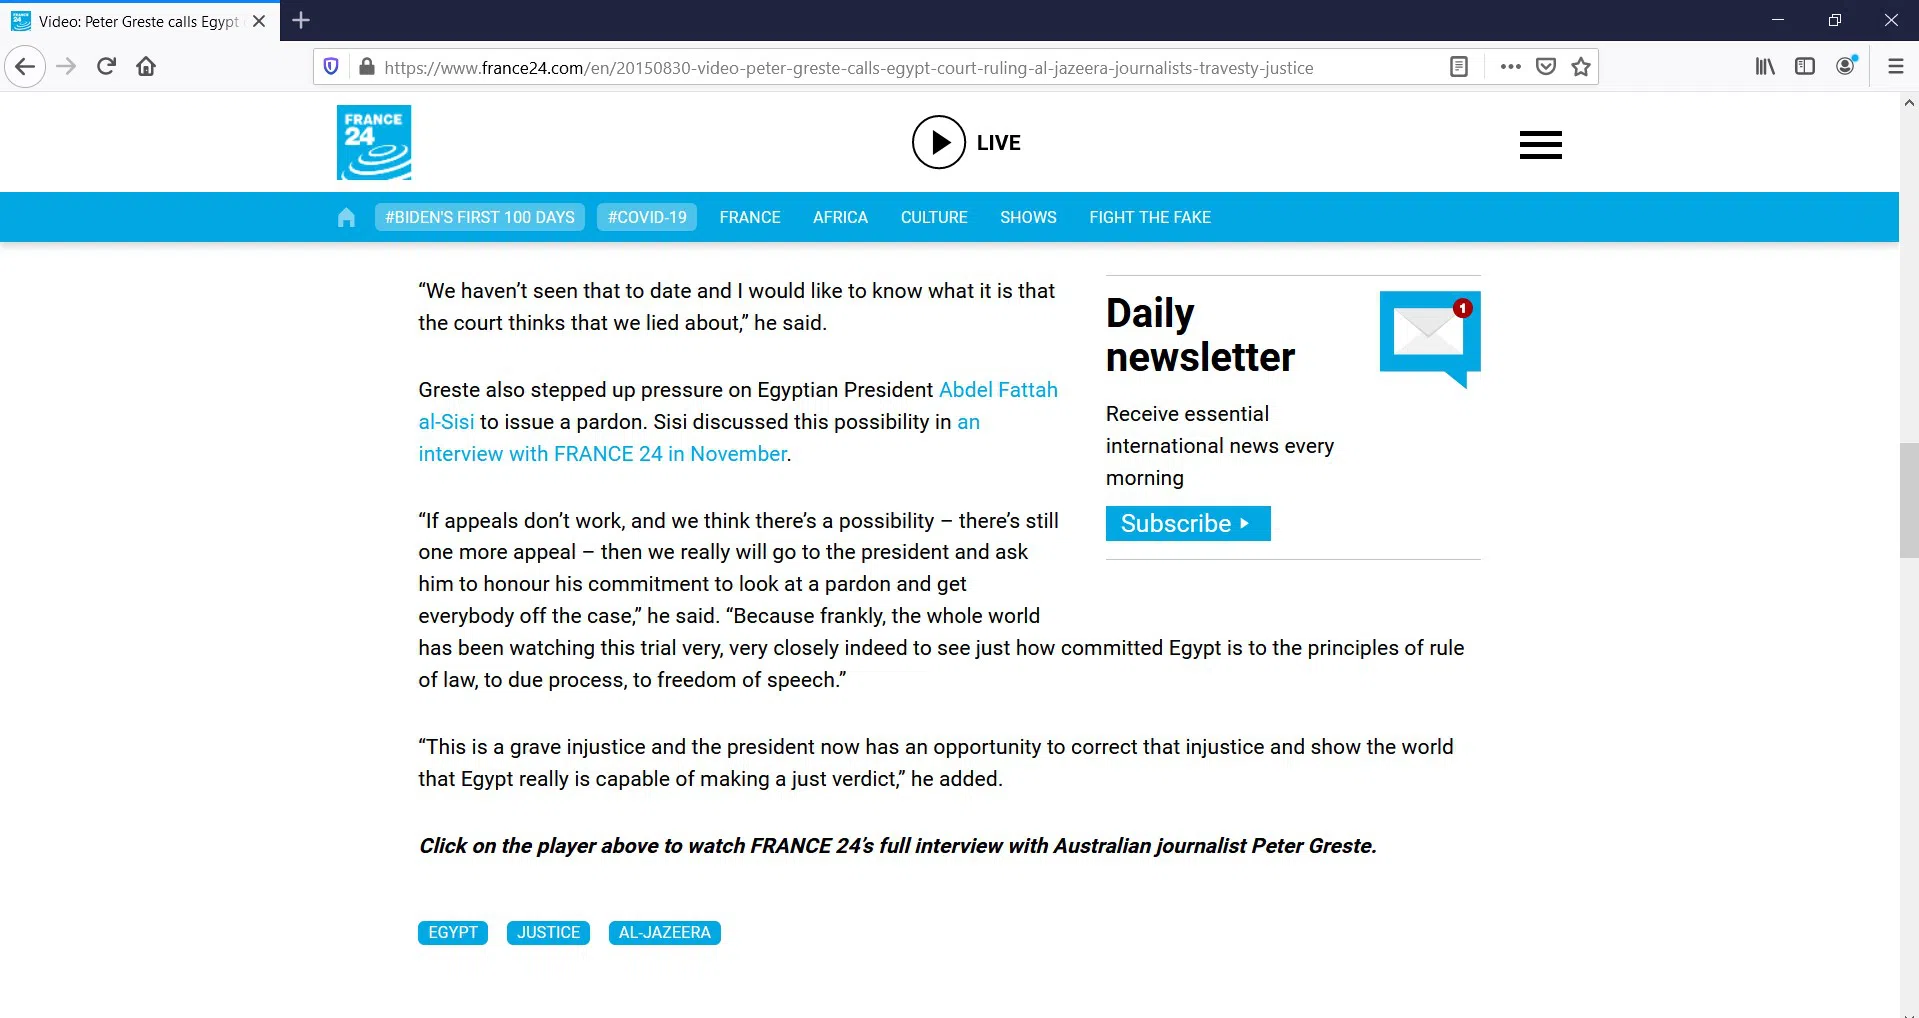 Video: Peter Greste calls Egypt
https://www.france24.com/en/20150830-video-peter-greste-calls-egypt-court-ruling-al-jazeera-journalists-travesty-justice
FRANCE
24
LIVE
#BIDEN'S FIRST 100 DAYS
#COVID-19
FRANCE
AFRICA
CULTURE
SHOWS
FIGHT THE FAKE
“We haven’t seen that to date and I would like to know what it is that
the court thinks that we lied about,” he said.
Greste also stepped up pressure on Egyptian President Abdel Fattah
al-Sisi to issue a pardon. Sisi discussed this possibility in an
interview with FRANCE 24 in November.
“If appeals don’t work, and we think there’s a possibility – there’s still
one more appeal – then we really will go to the president and ask
him to honour his commitment to look at a pardon and get
everybody off the case,” he said. “Because frankly, the whole world
has been watching this trial very, very closely indeed to see just how committed Egypt is to the principles of rule
of law, to due process, to freedom of speech.”
“This is a grave injustice and the president now has an opportunity to correct that injustice and show the world
that Egypt really is capable of making a just verdict,” he added.
Click on the player above to watch FRANCE 24’s full interview with Australian journalist Peter Greste.
EGYPT
JUSTICE
AL-JAZEERA
Daily
newsletter
1
Receive essential
international news every
morning
Subscribe